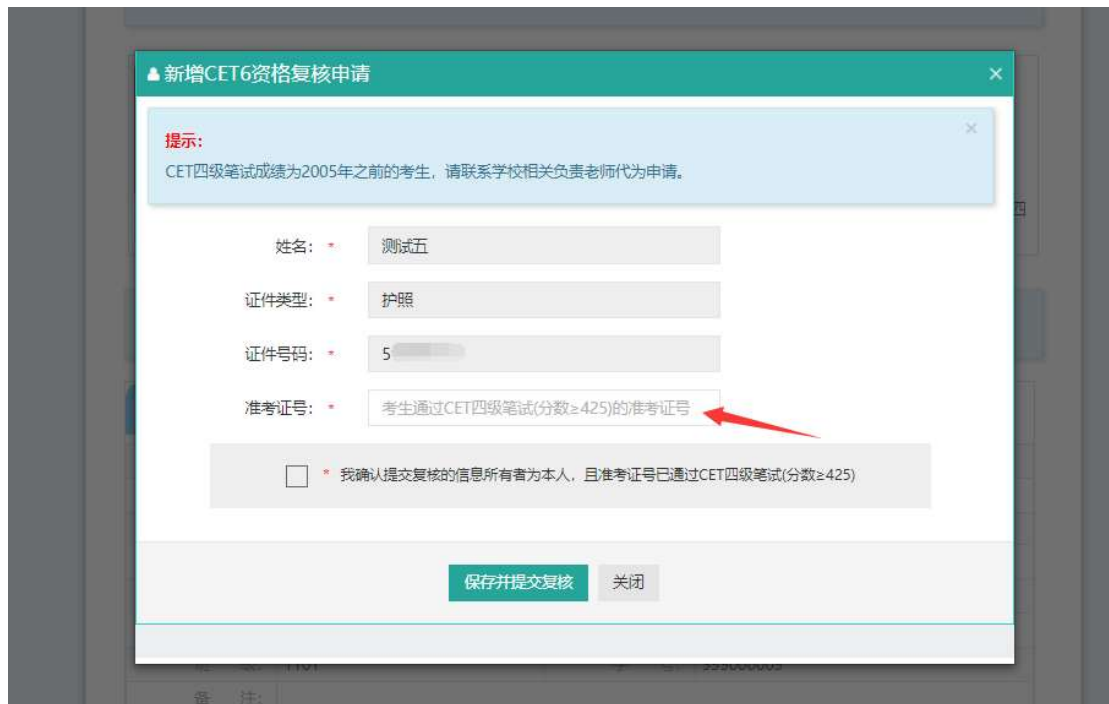 新增CET6资格复核申请
提示：
CET四级笔试成绩为2005年之前的考生，请联系学校相关负责老师代为申请。
四
姓名： * 测试五
证件类型： * 护照
证件号码： * 5
准考证号： * 考生通过CET四级笔试(分数≥425)的准考证号
* 我确认提交复核的信息所有者为本人，且准考证号已通过CET四级笔试(分数≥425)
保存并提交复核 关闭
备 注：